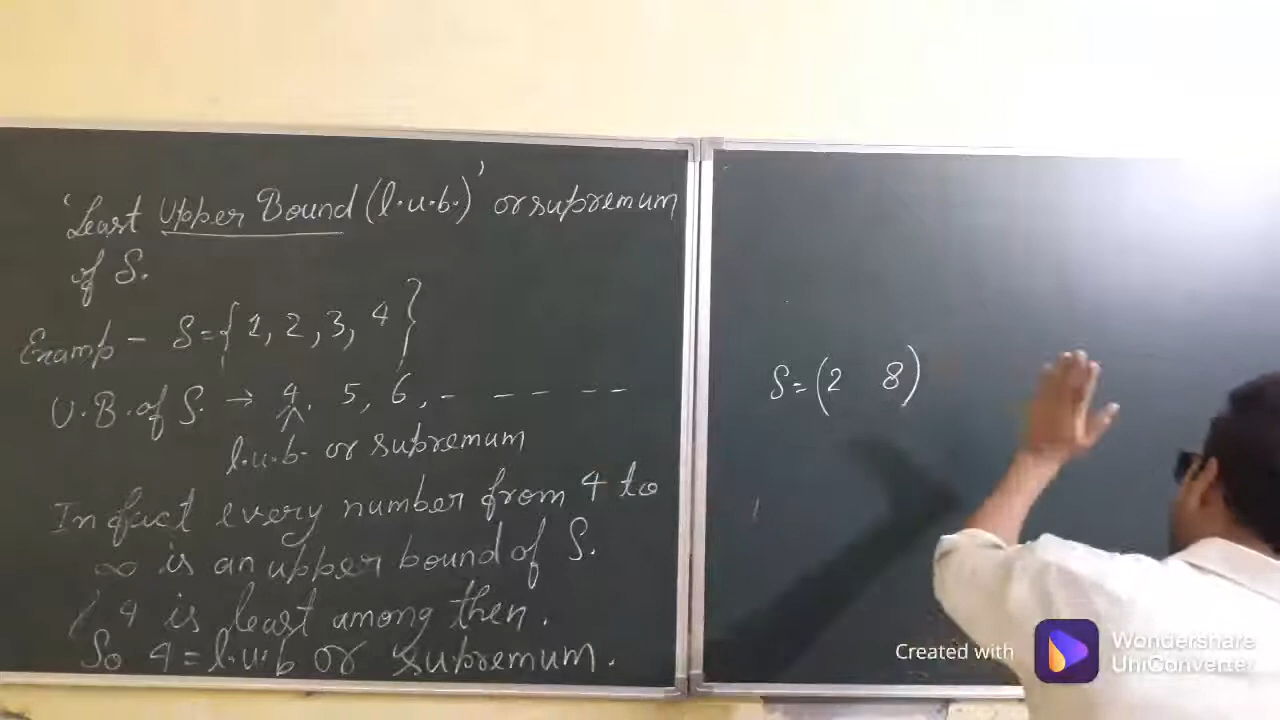 'Least Upper Bound (l.u.b.)' or supremum
of S.
Examp - S={1, 2, 3, 4}
U.B. of S. → 4, 5, 6, - - - - -
l.u.b. or supremum
In fact every number from 4 to
∞ is an upper bound of S.
4 is least among then.
So 4 = l.u.b or supremum.
S=(2 8)
Created with
Wondershare
UniConverter